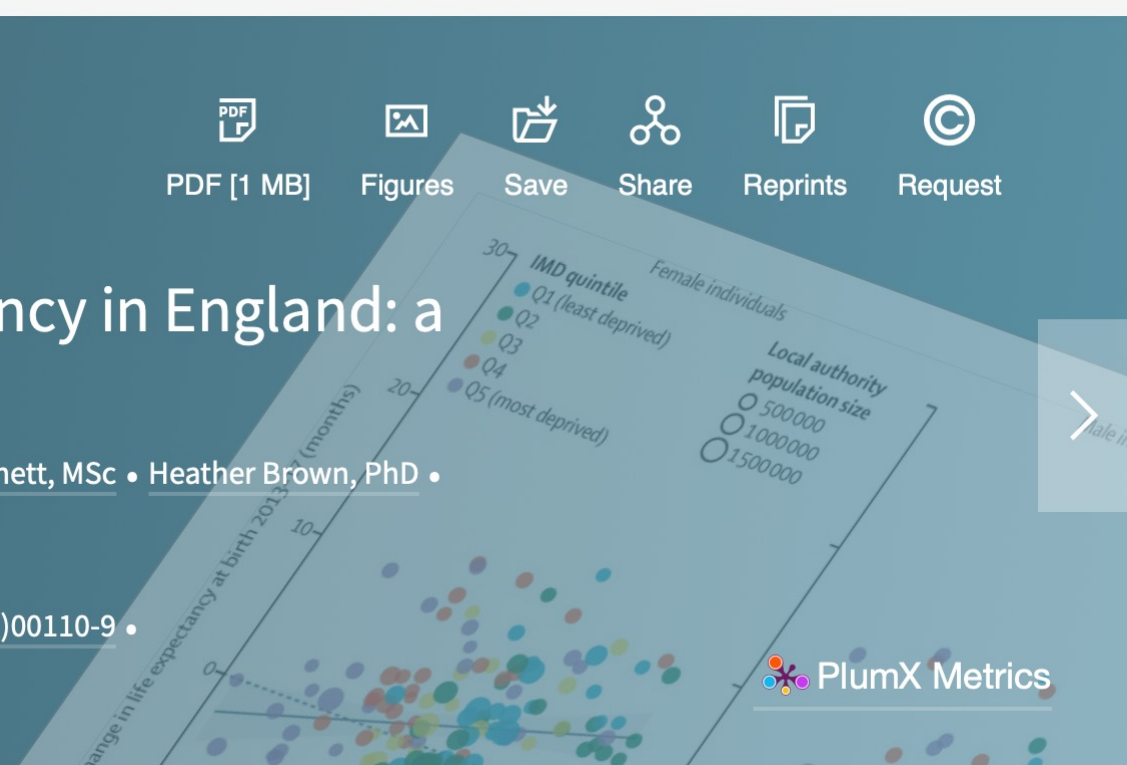 PDF
PDF [1 MB]
Figures
Save
Share
Reprints
Request
ncy in England: a
nett, MSc • Heather Brown, PhD •
)00110-9 •
30
20
10
0
ange in life expectancy at birth 2013–17 (months)
IMD quintile
Q1 (least deprived)
Q2
Q3
Q4
Q5 (most deprived)
Female individuals
Local authority
population size
500000
1000000
1500000
PlumX Metrics